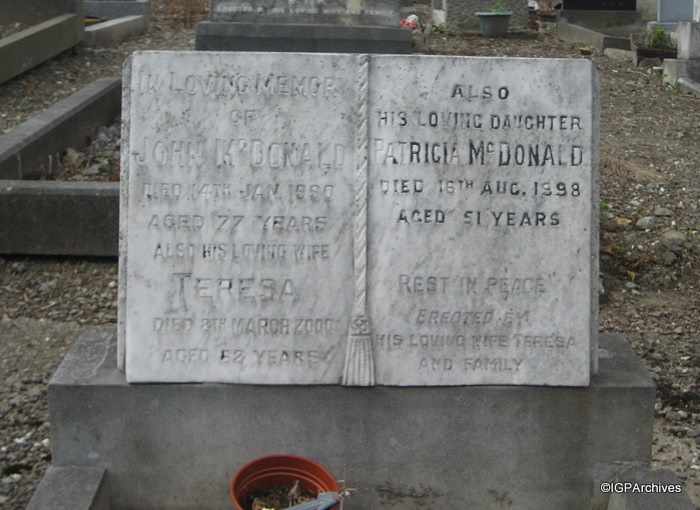 IN LOVING MEMORY
OF
JOHN McDONALD
DIED 14TH JAN. 1980
AGED 77 YEARS
ALSO HIS LOVING WIFE
TERESA
DIED 8TH MARCH 2000
AGED YEARS
ALSO
HIS LOVING DAUGHTER
PATRICIA McDONALD
DIED 16TH AUG. 1998
AGED 51 YEARS
REST IN PEACE
ERECTED BY
HIS LOVING WIFE TERESA
AND FAMILY
©IGPArchives